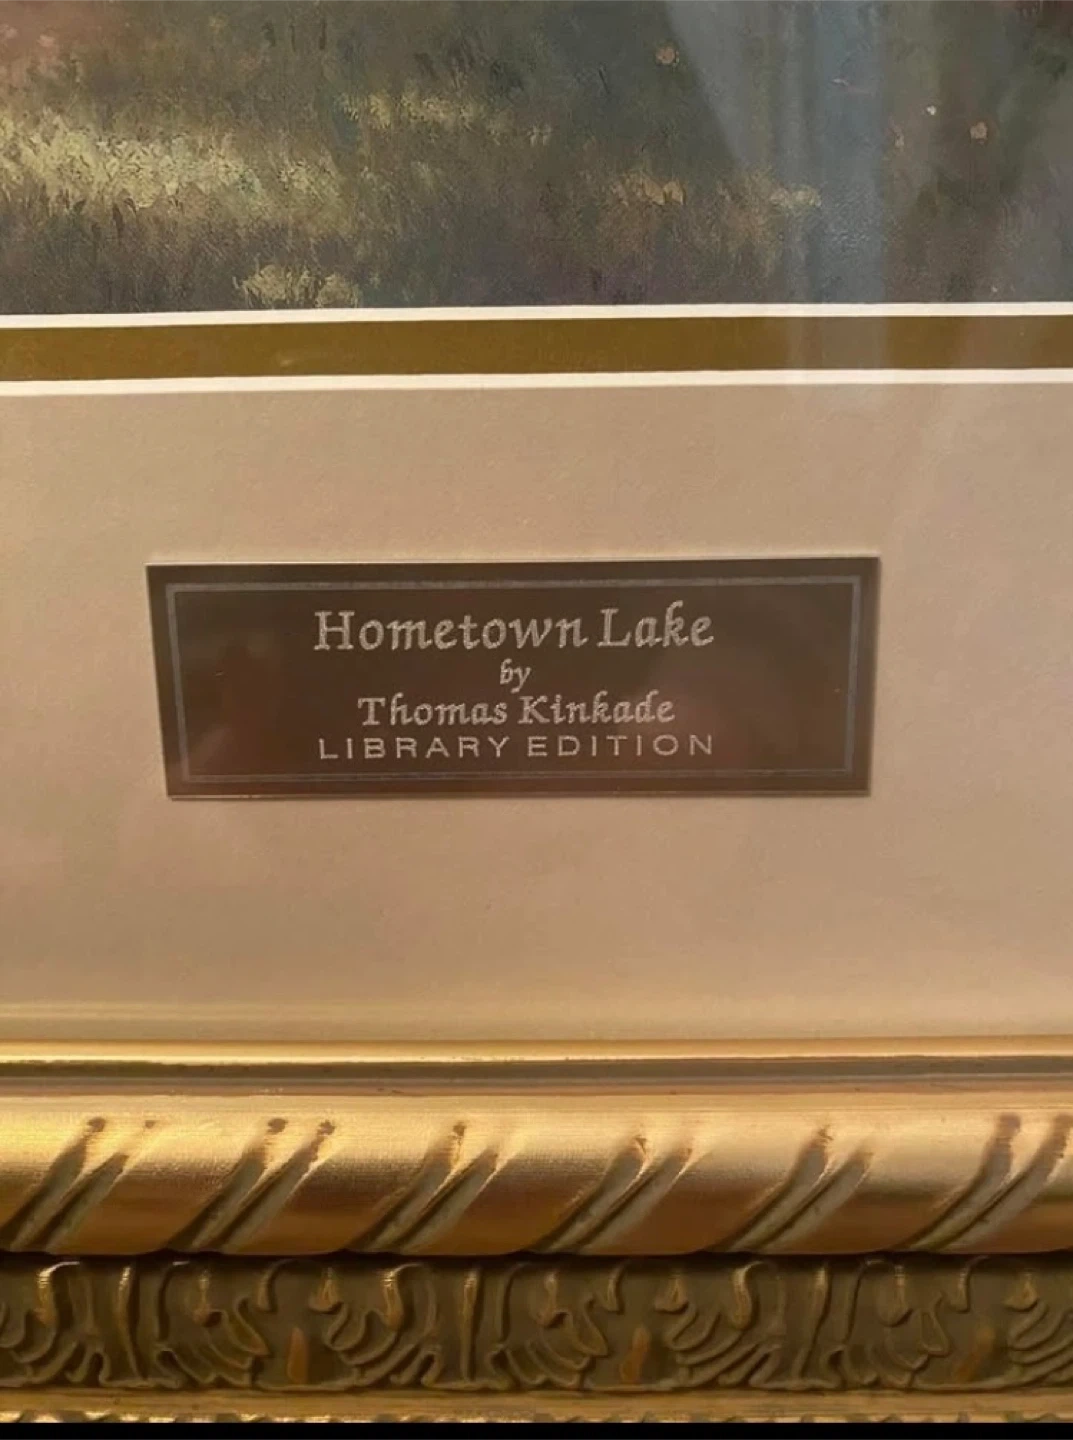 Hometown Lake
by
Thomas Kinkade
LIBRARY EDITION